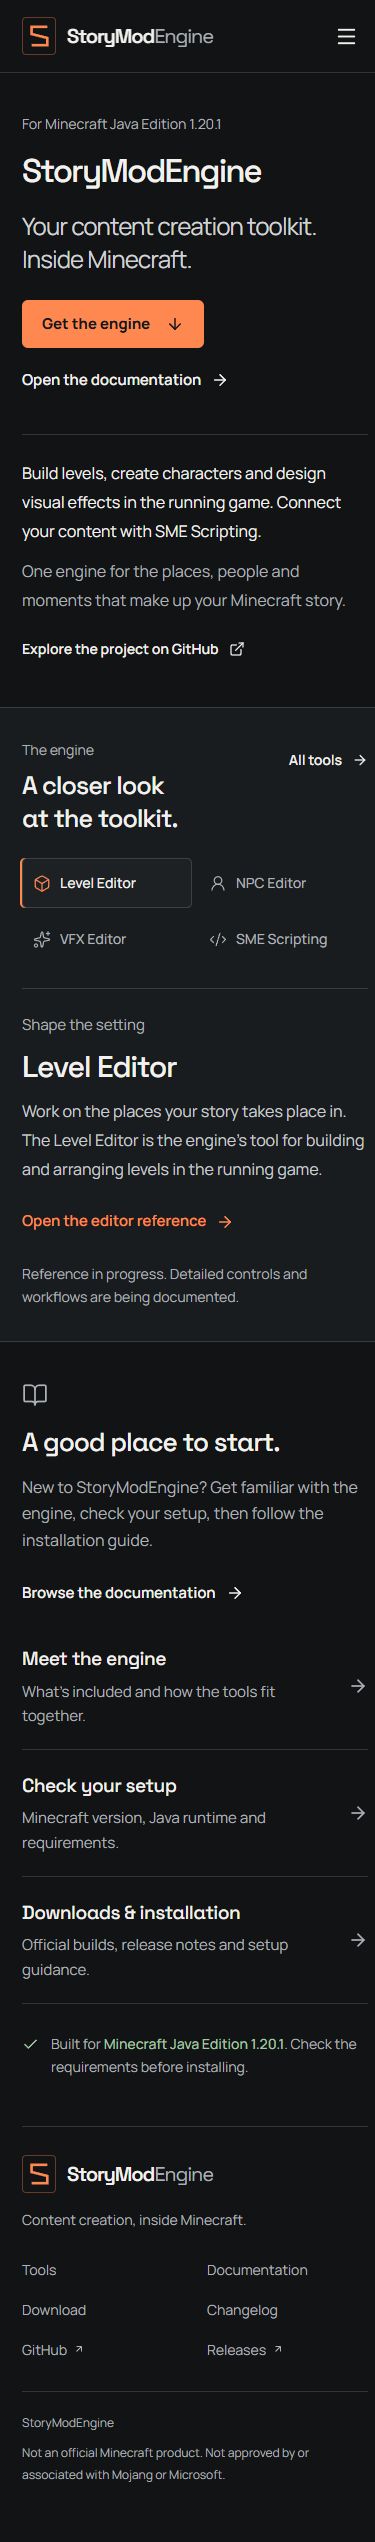 StoryModEngine
For Minecraft Java Edition 1.20.1
StoryModEngine
Your content creation toolkit.
Inside Minecraft.
Get the engine
Open the documentation
Build levels, create characters and design
visual effects in the running game. Connect
your content with SME Scripting.
One engine for the places, people and
moments that make up your Minecraft story.
Explore the project on GitHub
The engine
All tools
A closer look
at the toolkit.
Level Editor
NPC Editor
VFX Editor
SME Scripting
Shape the setting
Level Editor
Work on the places your story takes place in.
The Level Editor is the engine's tool for building
and arranging levels in the running game.
Open the editor reference
Reference in progress. Detailed controls and
workflows are being documented.
A good place to start.
New to StoryModEngine? Get familiar with the
engine, check your setup, then follow the
installation guide.
Browse the documentation
Meet the engine
What's included and how the tools fit
together.
Check your setup
Minecraft version, Java runtime and
requirements.
Downloads & installation
Official builds, release notes and setup
guidance.
Built for Minecraft Java Edition 1.20.1. Check the
requirements before installing.
StoryModEngine
Content creation, inside Minecraft.
Tools
Documentation
Download
Changelog
GitHub
Releases
StoryModEngine
Not an official Minecraft product. Not approved by or
associated with Mojang or Microsoft.